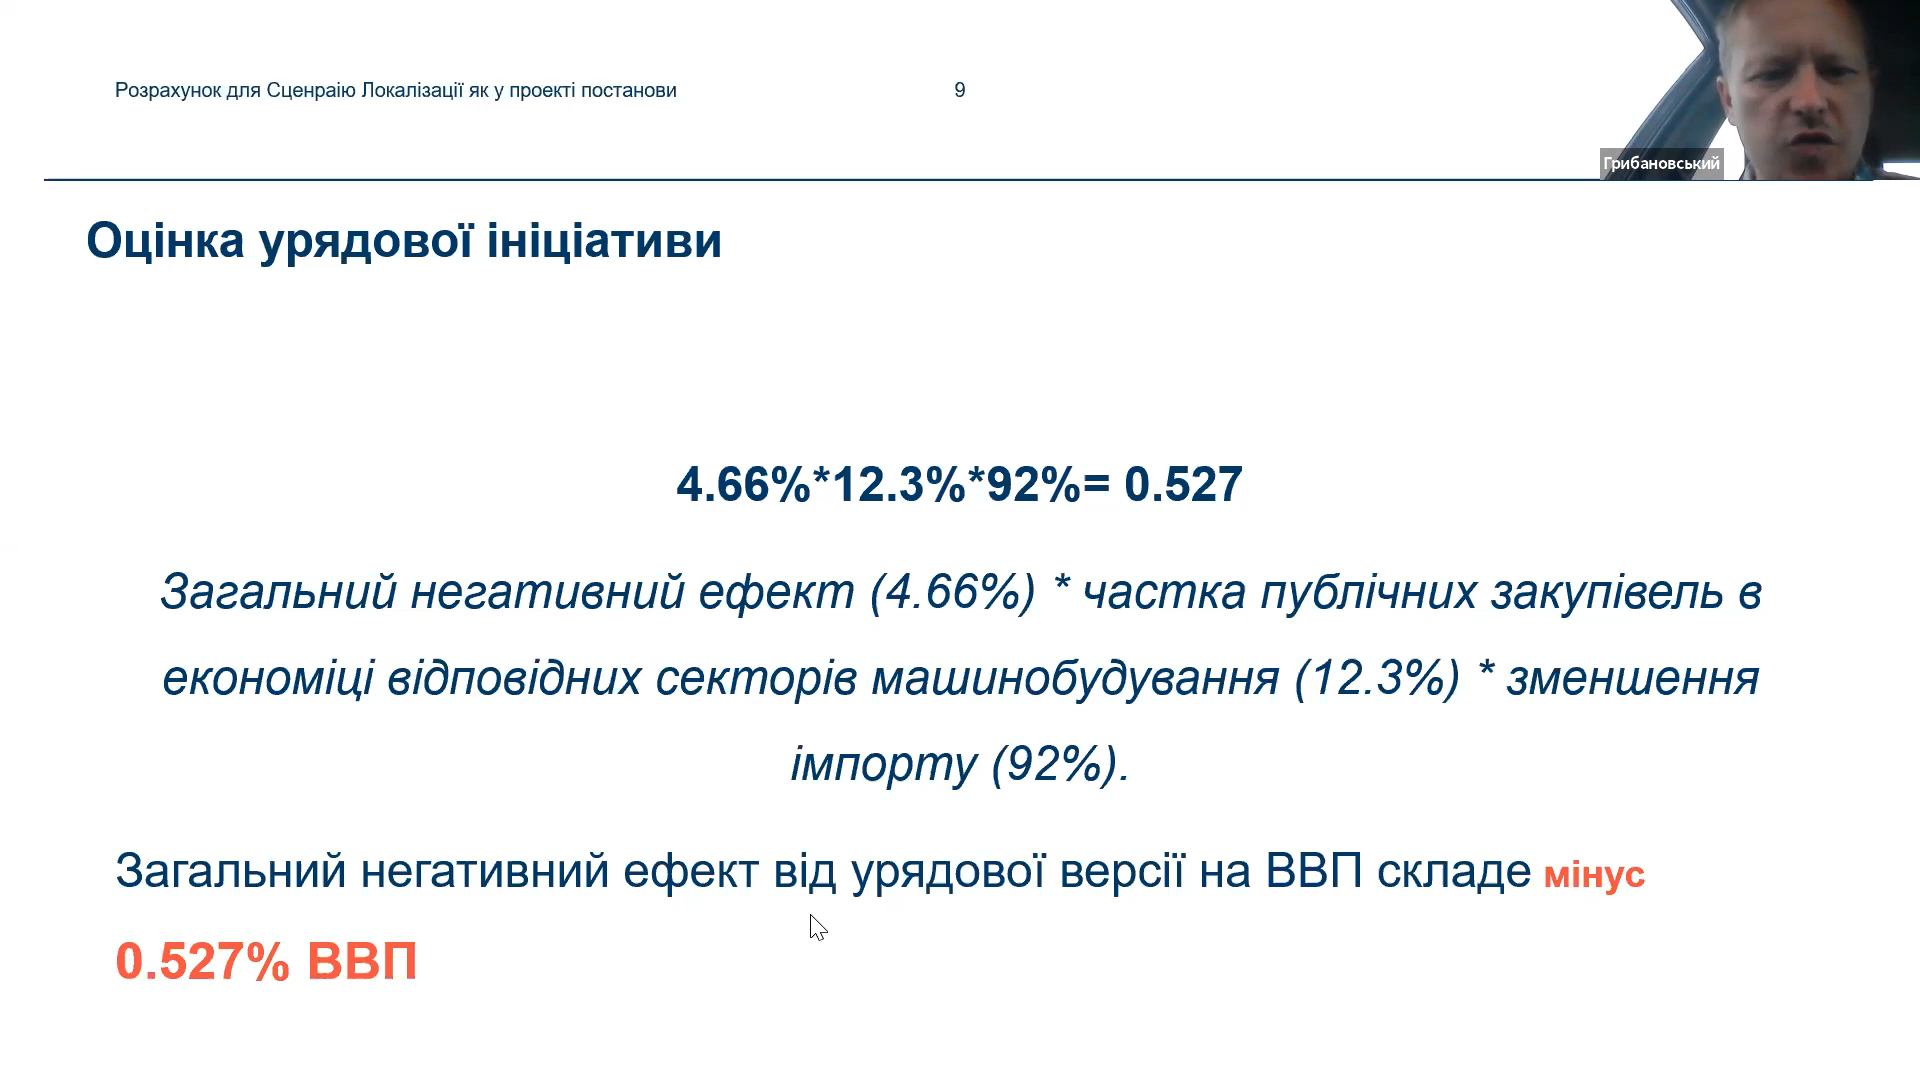 Розрахунок для Сценраію Локалізації як у проекті постанови
9
Грибановський
Оцінка урядової ініціативи
4.66%*12.3%*92%= 0.527
Загальний негативний ефект (4.66%) * частка публічних закупівель в
економіці відповідних секторів машинобудування (12.3%) * зменшення
імпорту (92%).
Загальний негативний ефект від урядової версії на ВВП складе мінус
0.527% ВВП